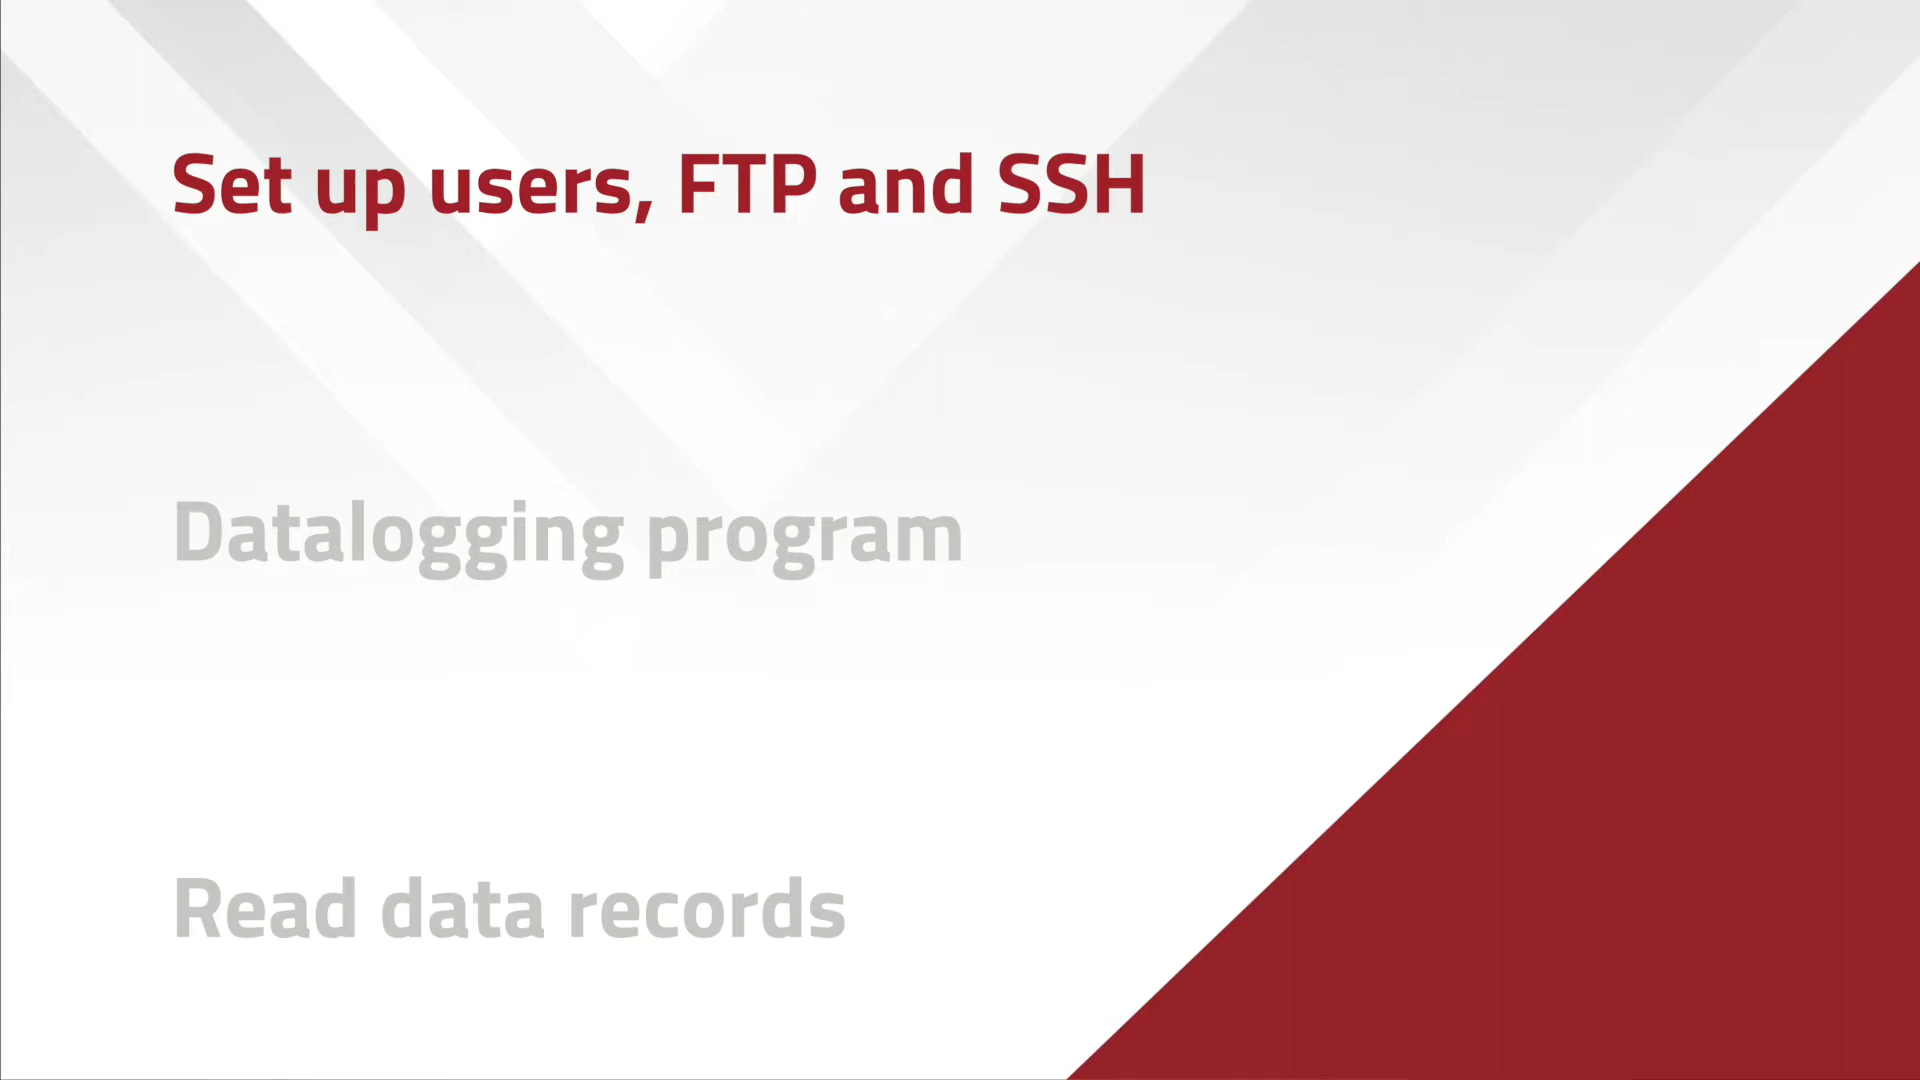 Set up users, FTP and SSH
Datalogging program
Read data records